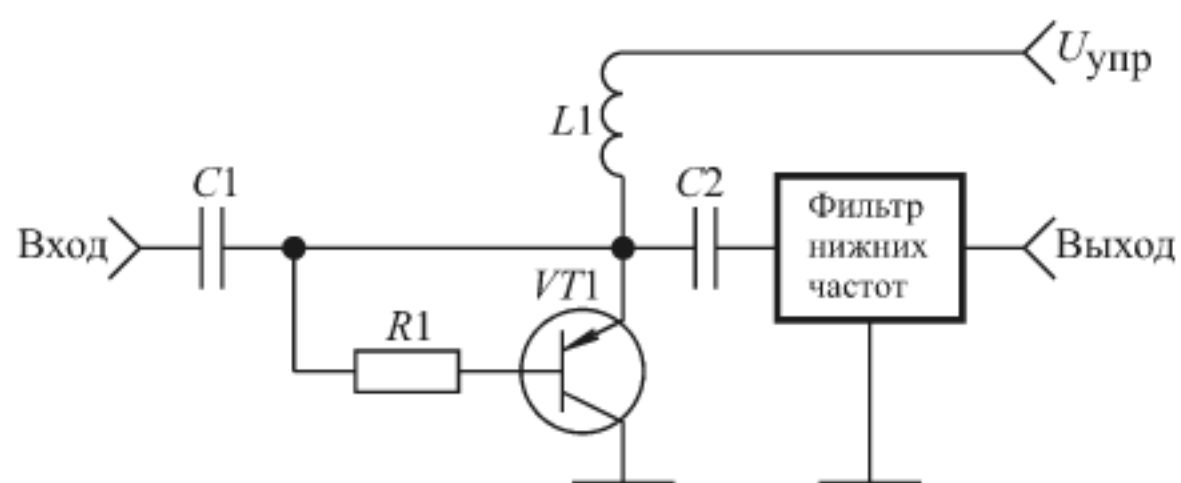 Uупр
L1
C1
C2
Фильтр
нижних
частот
Вход
Выход
VT1
R1